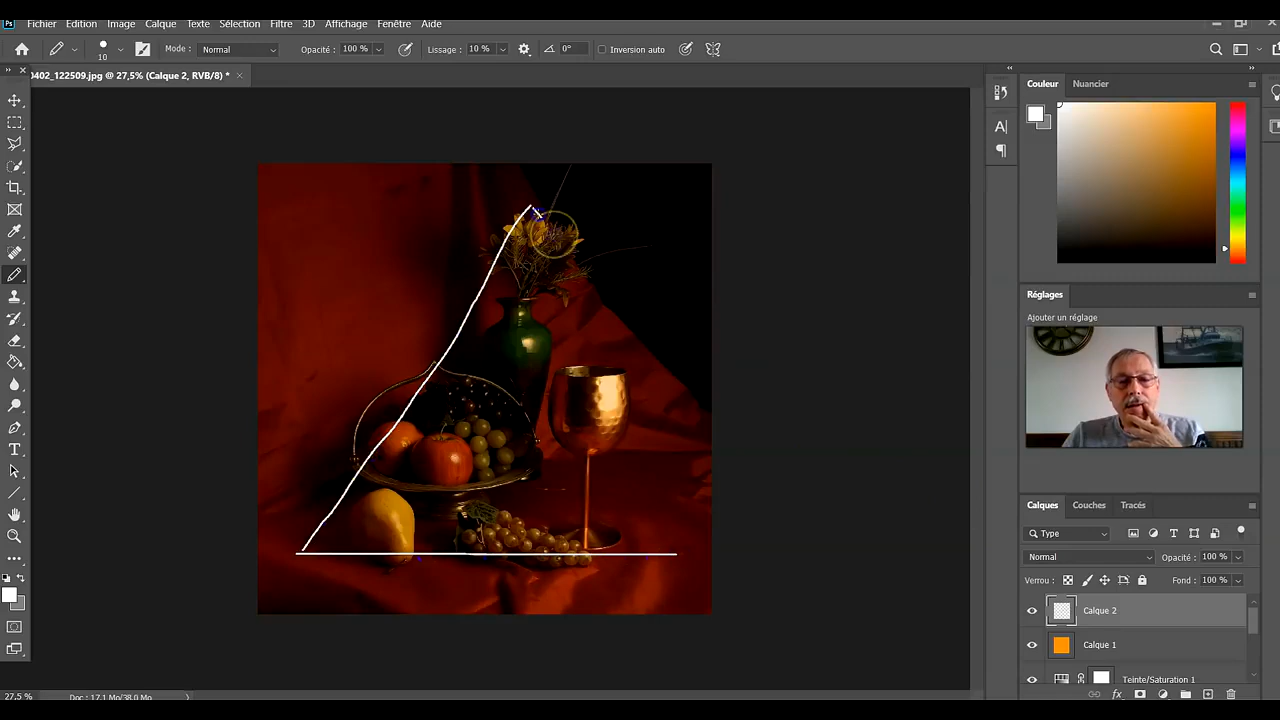 Ps Fichier Edition Image Calque Texte Sélection Filtre 3D Affichage Fenêtre Aide
10 Mode : Normal Opacité : 100 % Lissage : 10 % 0° Inversion auto
0402_122509.jpg @ 27,5% (Calque 2, RVB/8) *
Couleur Nuancier
Réglages
Ajouter un réglage
Calques Couches Tracés
Type
Normal Opacité : 100 %
Verrou : Fond : 100 %
Calque 2
Calque 1
Teinte/Saturation 1
27,5 % Doc : 17,1 Mo/38,0 Mo